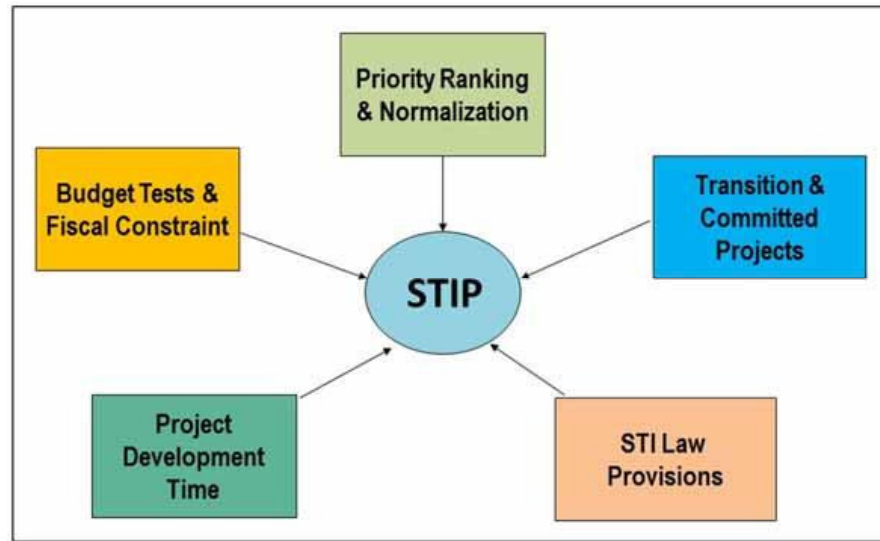 Priority Ranking
& Normalization
Budget Tests &
Fiscal Constraint
Transition &
Committed
Projects
STIP
Project
Development
Time
STI Law
Provisions